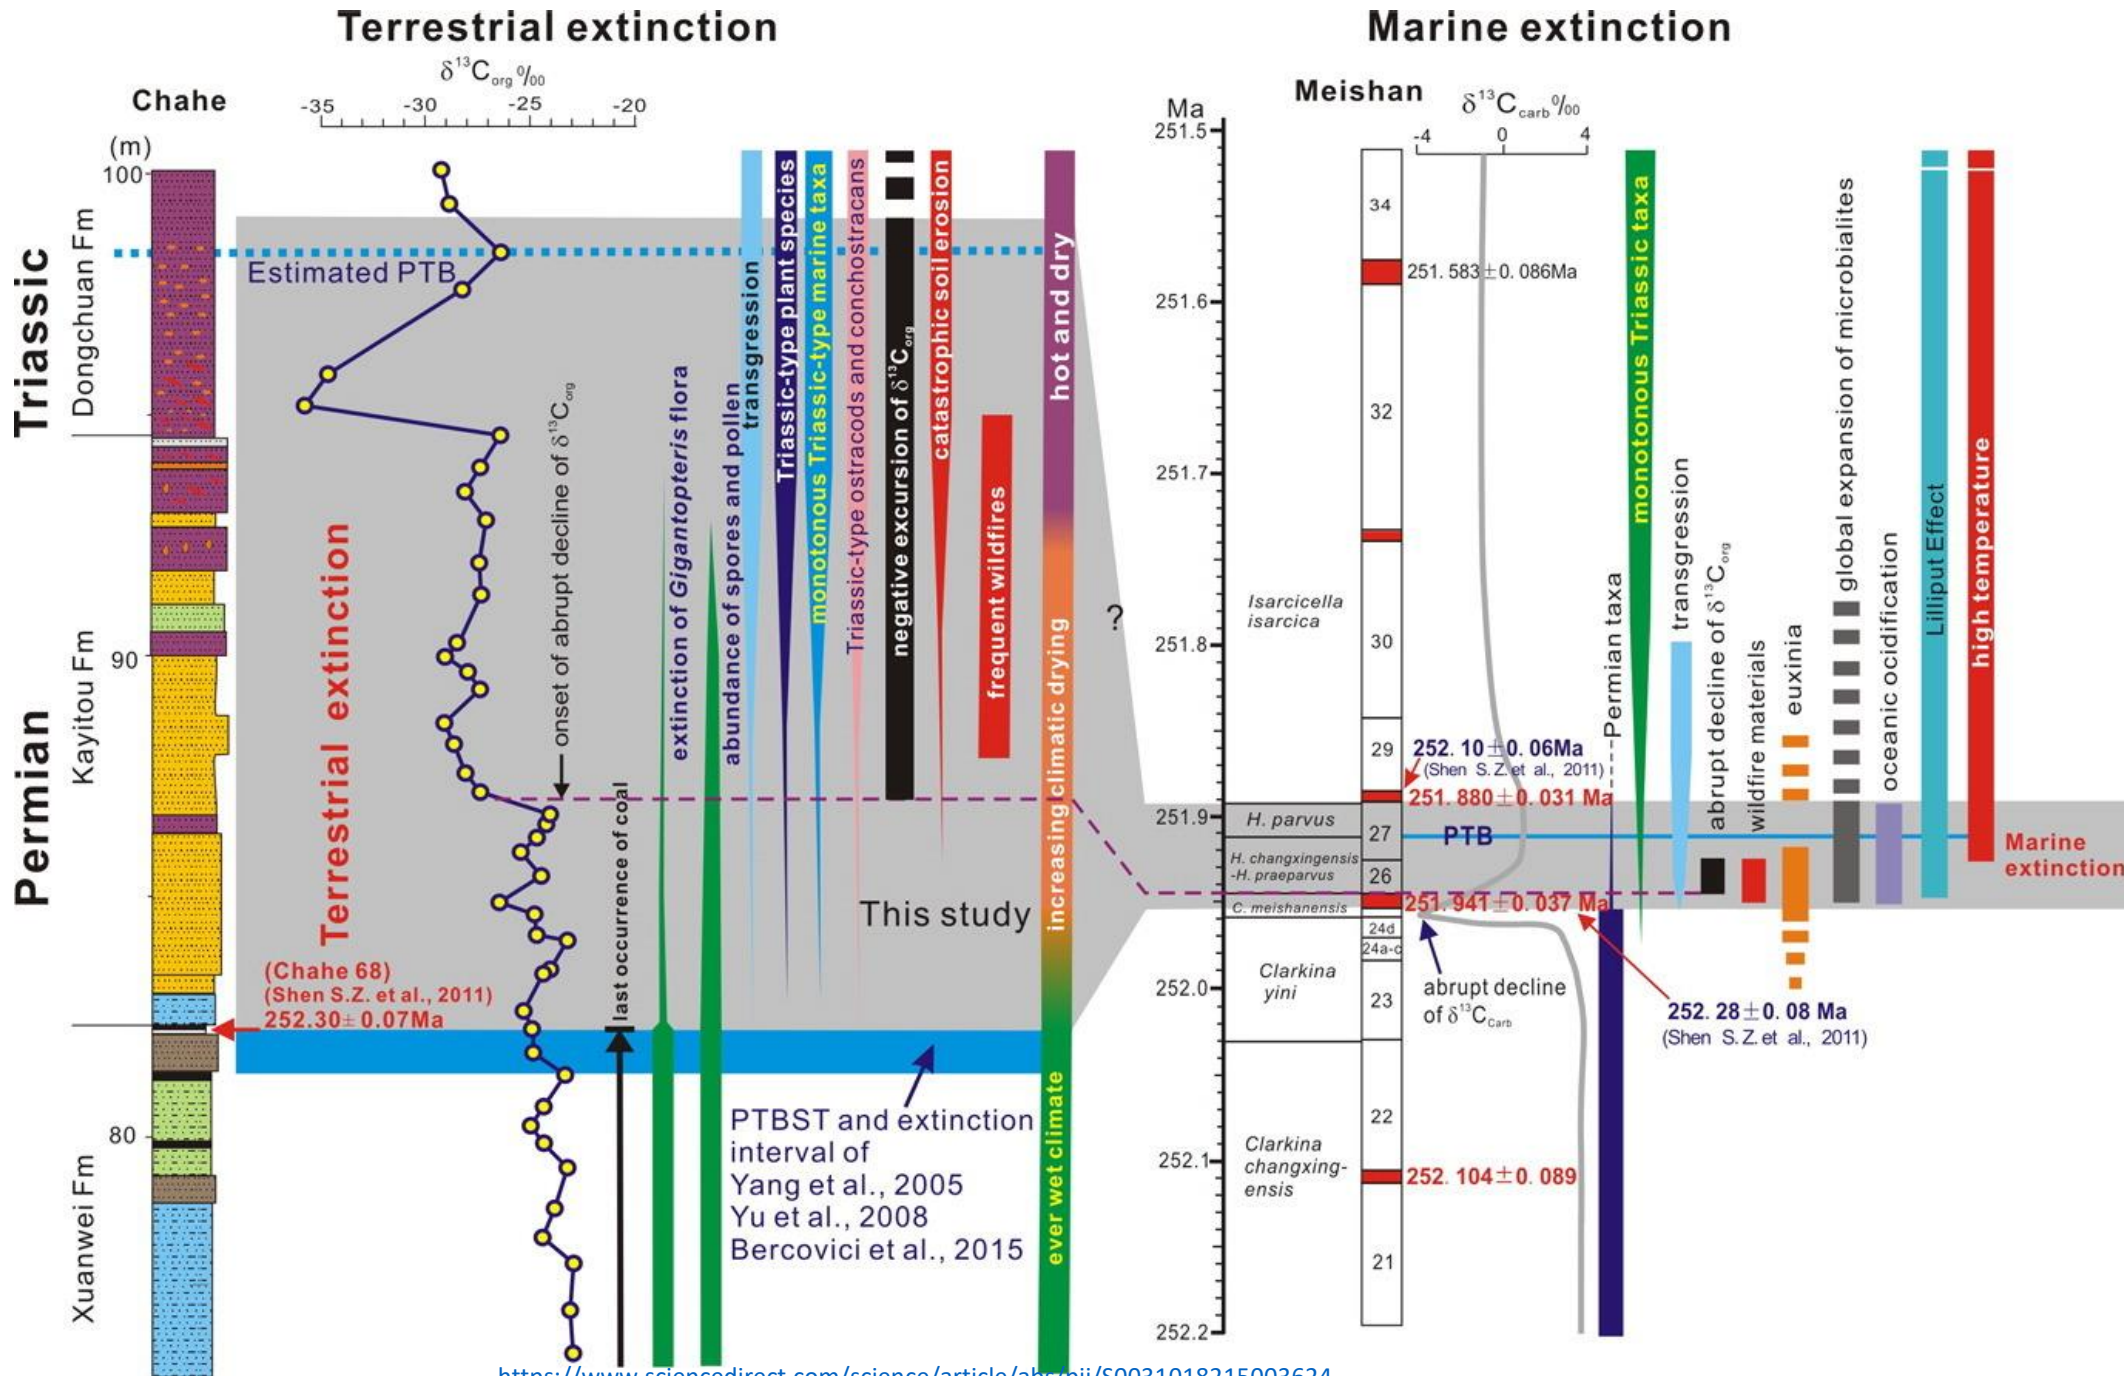 Terrestrial extinction
Marine extinction
δ¹³Corg‰
Chahe
-35
-30
-25
-20
(m)
100
90
80
Triassic
Permian
Dongchuan Fm
Kayitou Fm
Xuanwei Fm
Estimated PTB
Terrestrial extinction
(Chahe 68)
(Shen S.Z. et al., 2011)
252.30± 0.07Ma
onset of abrupt decline of δ¹³Corg
last occurrence of coal
extinction of Gigantopteris flora
abundance of spores and pollen
transgression
Triassic-type plant species
monotonous Triassic-type marine taxa
Triassic-type ostracods and conchostracans
negative excursion of δ¹³Corg
catastrophic soil erosion
frequent wildfires
hot and dry
increasing climatic drying
ever wet climate
This study
PTBST and extinction
interval of
Yang et al., 2005
Yu et al., 2008
Bercovici et al., 2015
?
Ma
Meishan
δ¹³Ccarb‰
-4
0
4
251.5
251.6
251.7
251.8
251.9
252.0
252.1
252.2
34
32
30
29
27
26
24d
24a-c
23
22
21
Isarcicella
isarcica
H. parvus
H. changxingensis
-H. praeparvus
C. meishanensis
Clarkina
yini
Clarkina
changxing-
ensis
251.583±0.086Ma
252.10±0.06Ma
(Shen S.Z. et al., 2011)
251.880±0.031 Ma
PTB
251.941±0.037 Ma
abrupt decline
of δ¹³CCarb
252.28±0.08 Ma
(Shen S.Z. et al., 2011)
252.104±0.089
Permian taxa
monotonous Triassic taxa
transgression
abrupt decline of δ¹³Corg
wildfire materials
euxinia
global expansion of microbialites
oceanic ocidification
Lilliput Effect
high temperature
Marine
extinction
https://www.sciencedirect.com/science/article/abs/pii/S0031018215003624